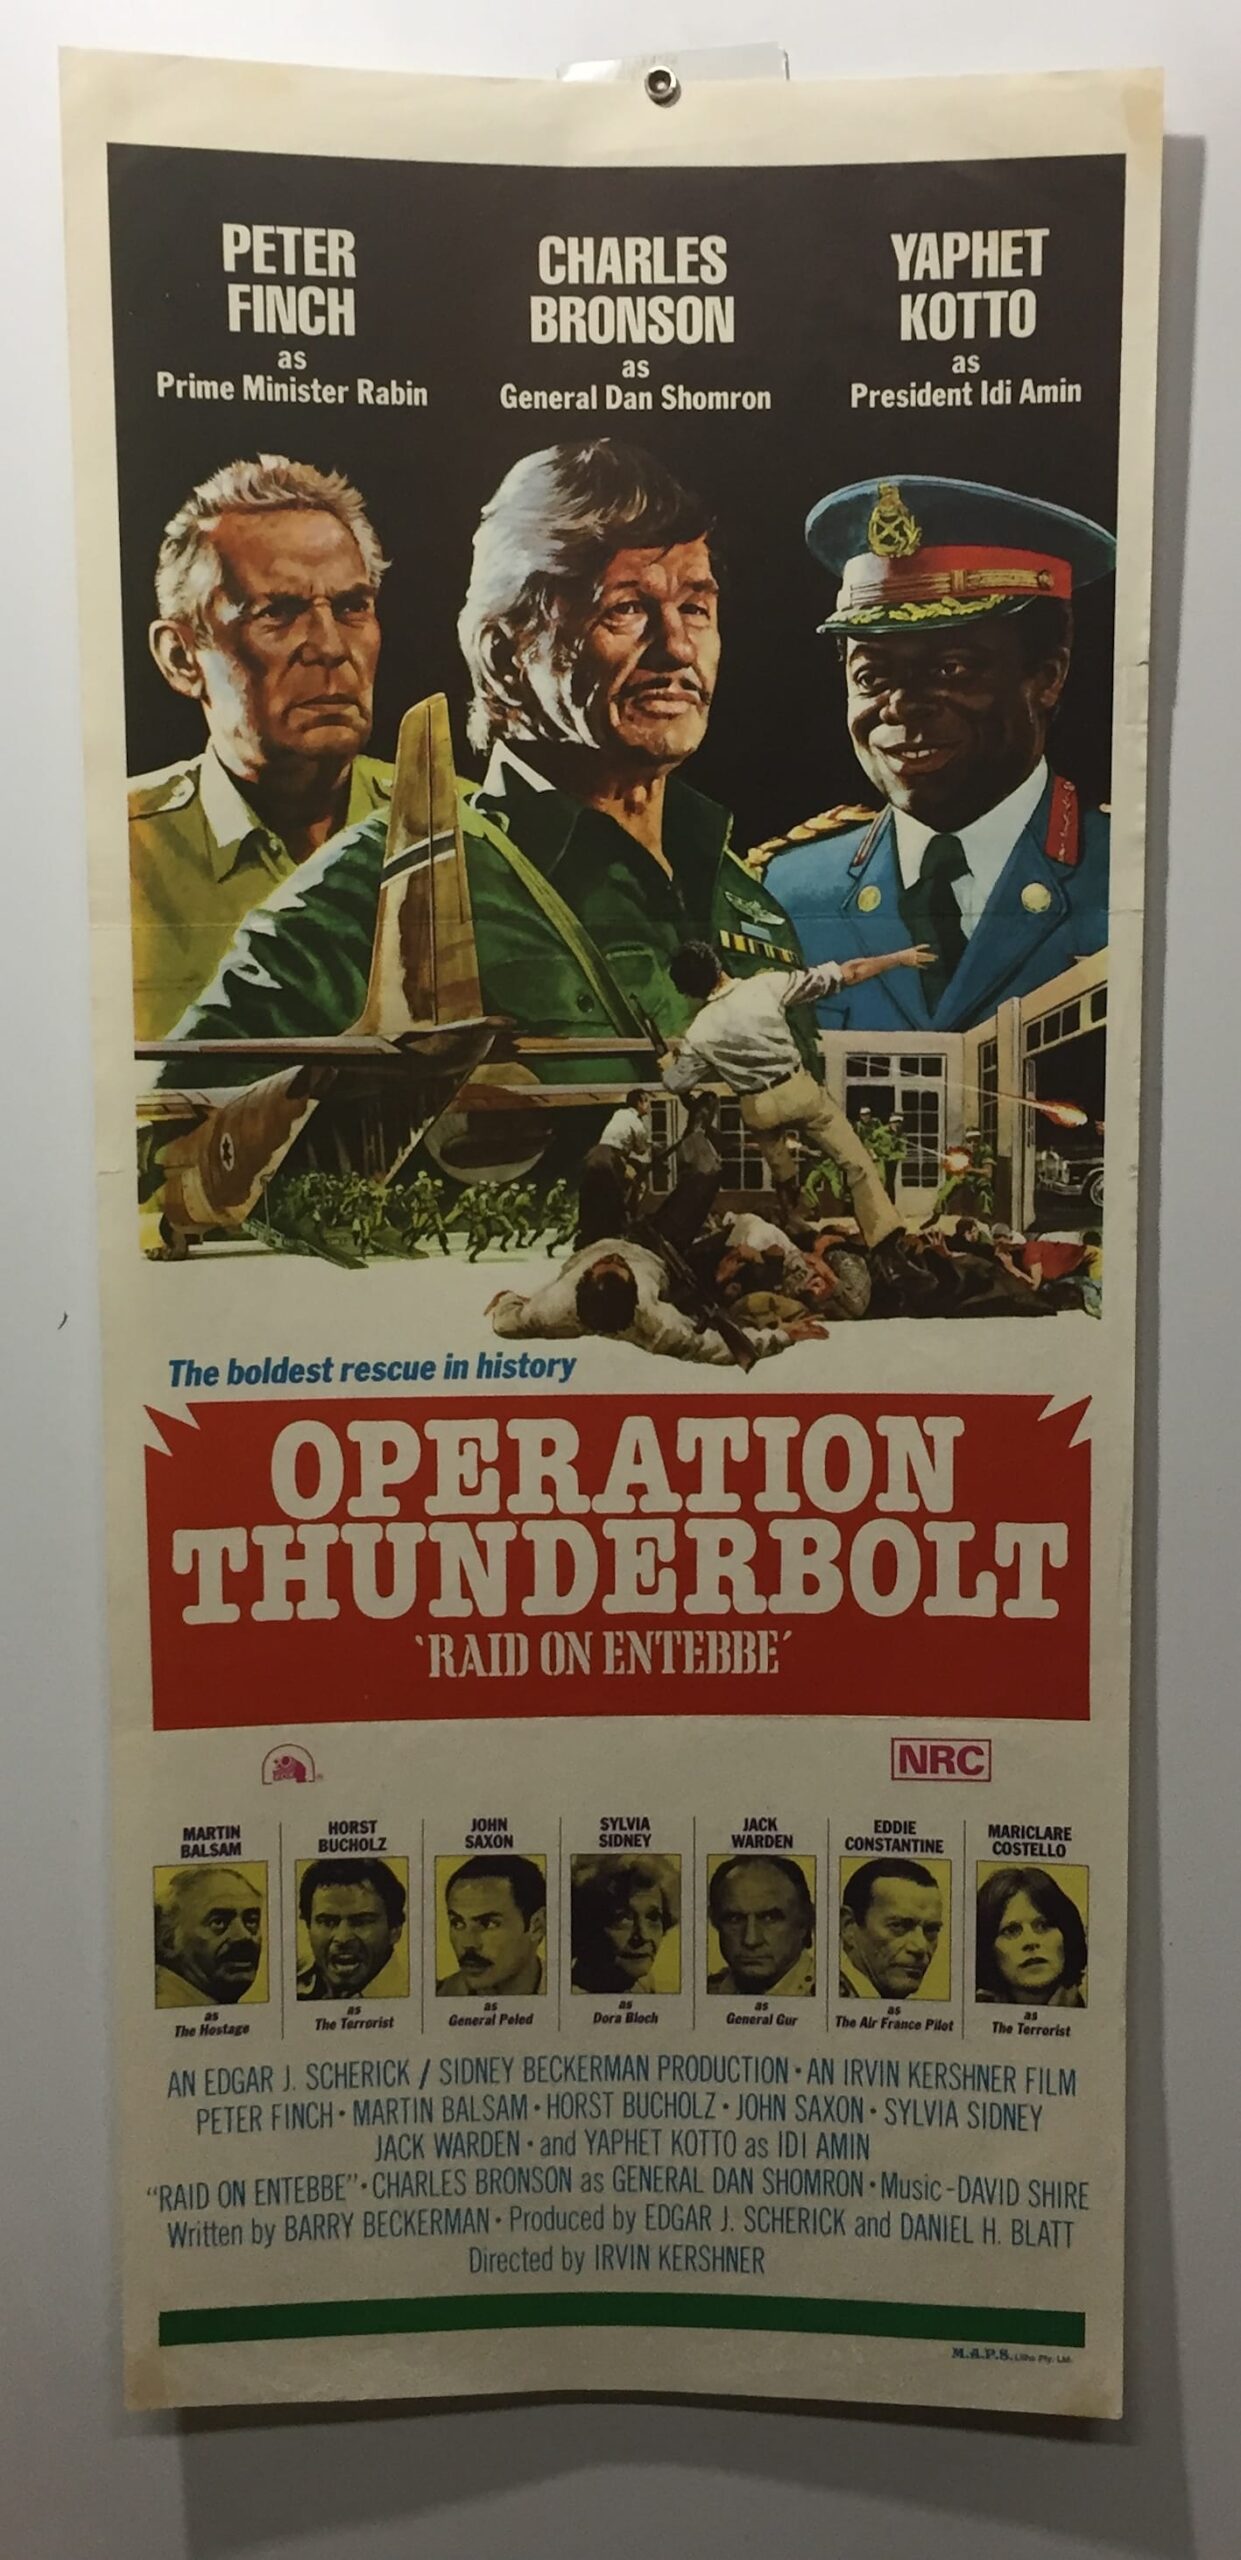 PETER
FINCH
as
Prime Minister Rabin
CHARLES
BRONSON
as
General Dan Shomron
YAPHET
KOTTO
as
President Idi Amin
The boldest rescue in history
OPERATION
THUNDERBOLT
'RAID ON ENTEBBE'
NRC
MARTIN
BALSAM
as
The Hostage
HORST
BUCHOLZ
as
The Terrorist
JOHN
SAXON
as
General Peled
SYLVIA
SIDNEY
as
Dora Bloch
JACK
WARDEN
as
General Gur
EDDIE
CONSTANTINE
as
The Air France Pilot
MARICLARE
COSTELLO
as
The Terrorist
AN EDGAR J. SCHERICK / SIDNEY BECKERMAN PRODUCTION • AN IRVIN KERSHNER FILM
PETER FINCH • MARTIN BALSAM • HORST BUCHOLZ • JOHN SAXON • SYLVIA SIDNEY
JACK WARDEN • and YAPHET KOTTO as IDI AMIN
"RAID ON ENTEBBE" • CHARLES BRONSON as GENERAL DAN SHOMRON • Music - DAVID SHIRE
Written by BARRY BECKERMAN • Produced by EDGAR J. SCHERICK and DANIEL H. BLATT
Directed by IRVIN KERSHNER
M.A.P.S. Litho Pty. Ltd.